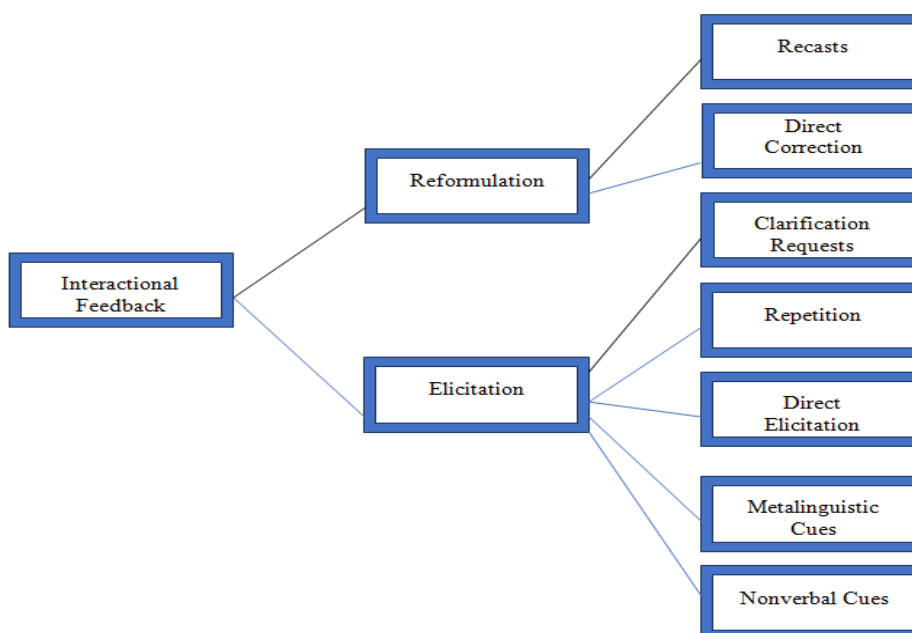 Recasts
Direct
Correction
Reformulation
Clarification
Requests
Interactional
Feedback
Repetition
Elicitation
Direct
Elicitation
Metalinguistic
Cues
Nonverbal Cues